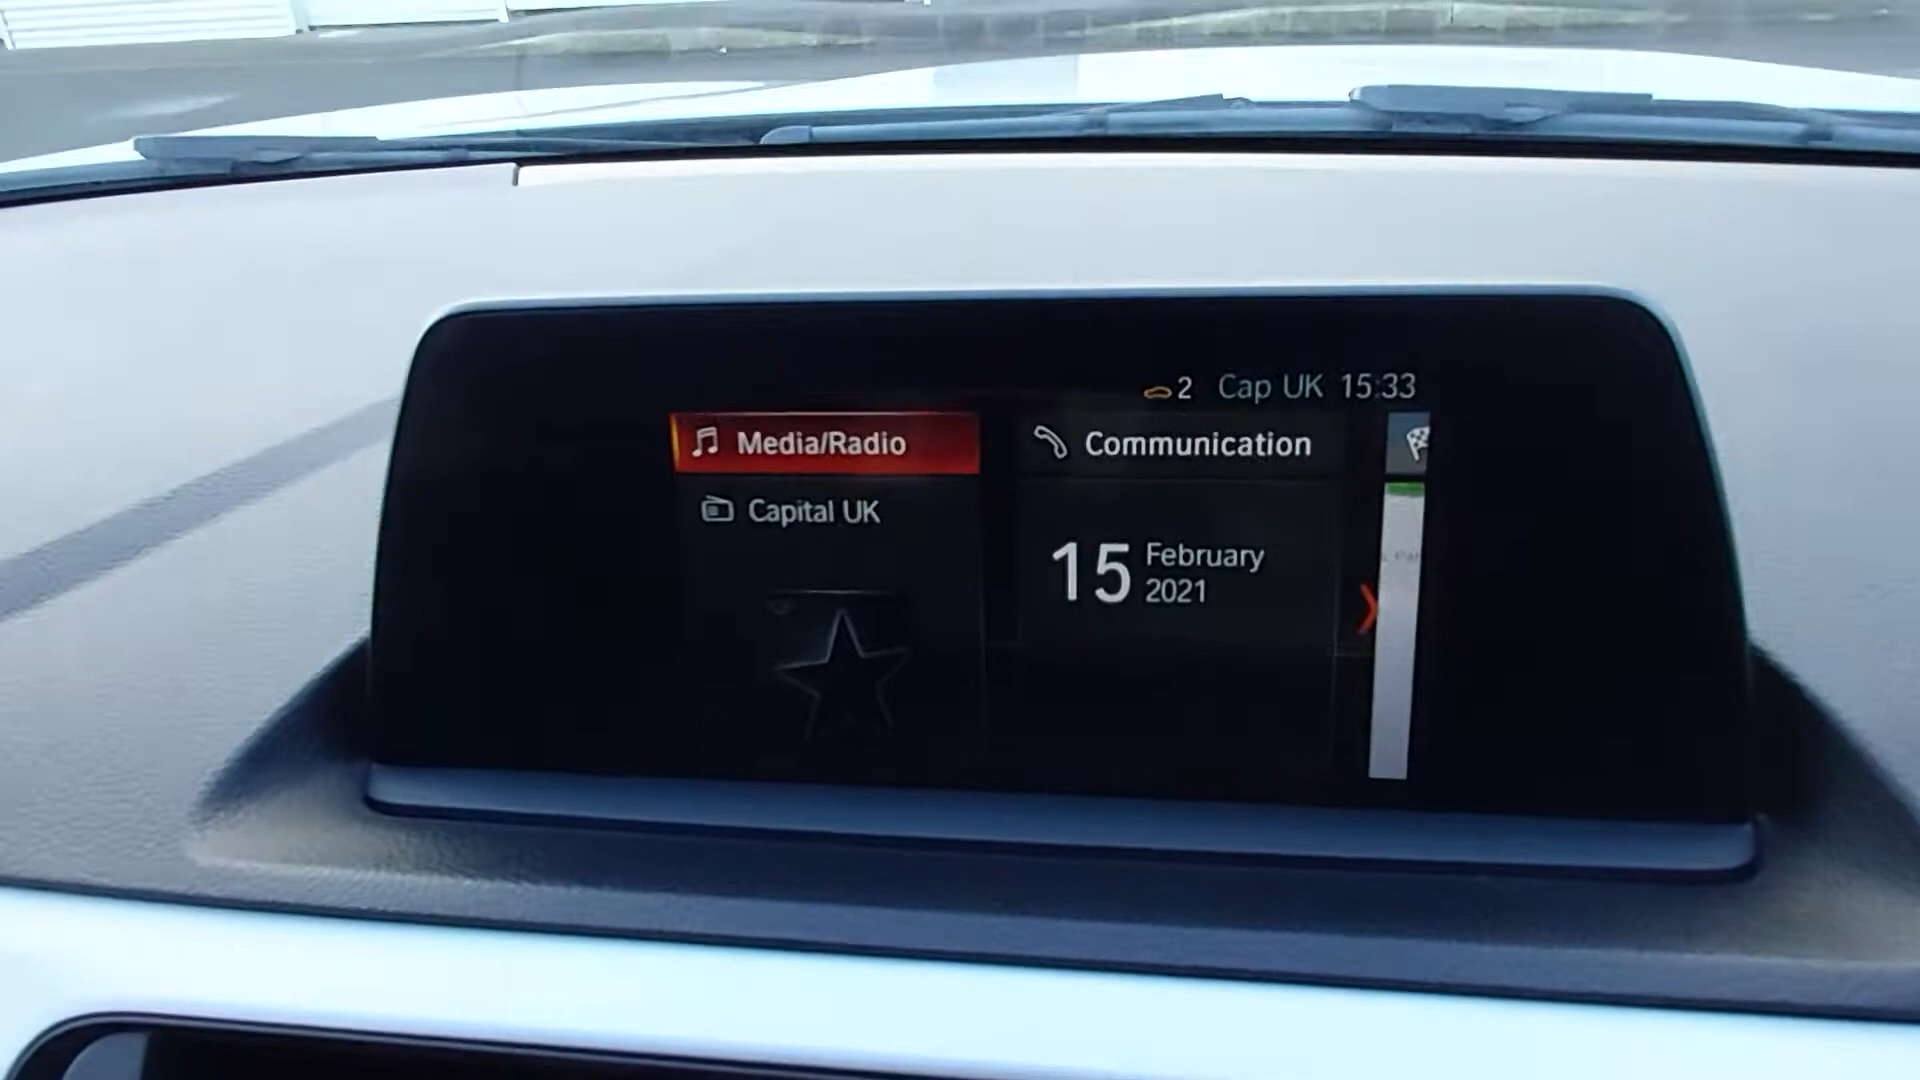 2 Cap UK 15:33
Media/Radio
Communication
Capital UK
15 February
2021